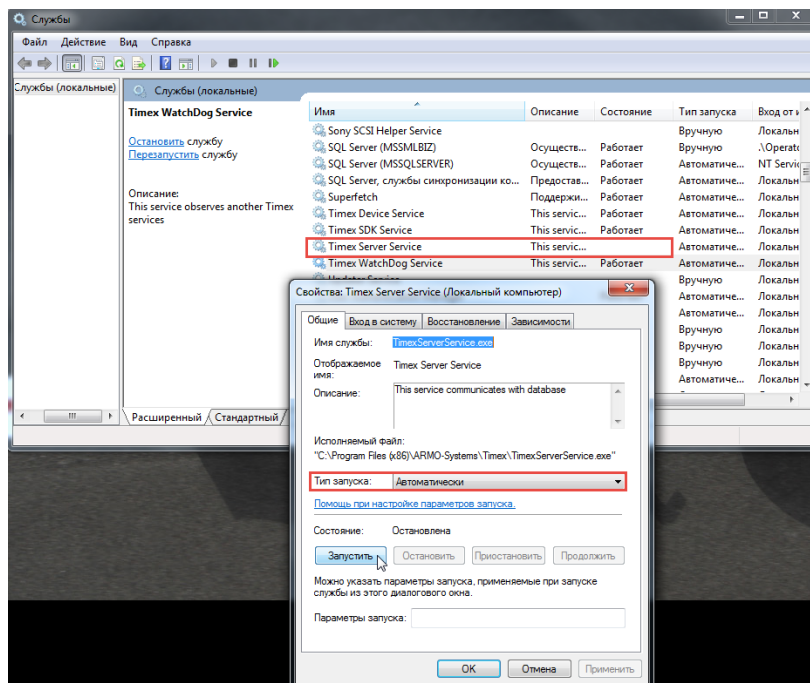 Службы
Файл Действие Вид Справка
Службы (локальные)
Службы (локальные)
Timex WatchDog Service
Остановить службу
Перезапустить службу
Описание:
This service observes another Timex
services
Имя Описание Состояние Тип запуска Вход от и
Sony SCSI Helper Service Вручную Локальн
SQL Server (MSSMLBIZ) Осуществ... Работает Вручную .\Operato
SQL Server (MSSQLSERVER) Осуществ... Работает Автоматиче... NT Servic
SQL Server, службы синхронизации ко... Предостав... Работает Автоматиче... Локальн
Superfetch Поддержи... Работает Автоматиче... Локальн
Timex Device Service This servic... Работает Автоматиче... Локальн
Timex SDK Service This servic... Работает Автоматиче... Локальн
Timex Server Service This servic... Автоматиче... Локальн
Timex WatchDog Service This servic... Работает Автоматиче... Локальн
Вручную Локальн
Автоматиче... Локальн
Автоматиче... Локальн
Вручную Локальн
Вручную Локальн
Вручную Локальн
Автоматиче... Локальн
Расширенный Стандартный
Свойства: Timex Server Service (Локальный компьютер)
Общие Вход в систему Восстановление Зависимости
Имя службы: TimexServerService.exe
Отображаемое
имя:
Timex Server Service
Описание: This service communicates with database
Исполняемый файл:
"C:\Program Files (x86)\ARMO-Systems\Timex\TimexServerService.exe"
Тип запуска: Автоматически
Помощь при настройке параметров запуска.
Состояние: Остановлена
Запустить Остановить Приостановить Продолжить
Можно указать параметры запуска, применяемые при запуске
службы из этого диалогового окна.
Параметры запуска:
OK Отмена Применить